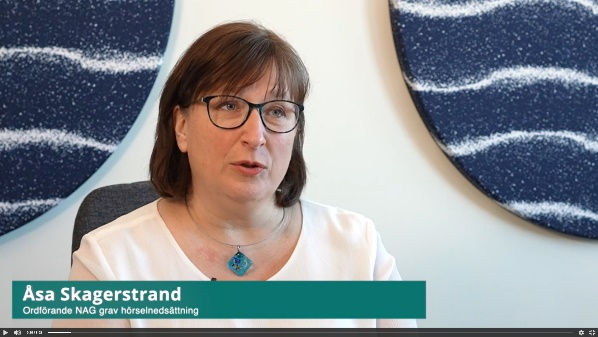 Åsa Skagerstrand
Ordförande NAG grav hörselnedsättning